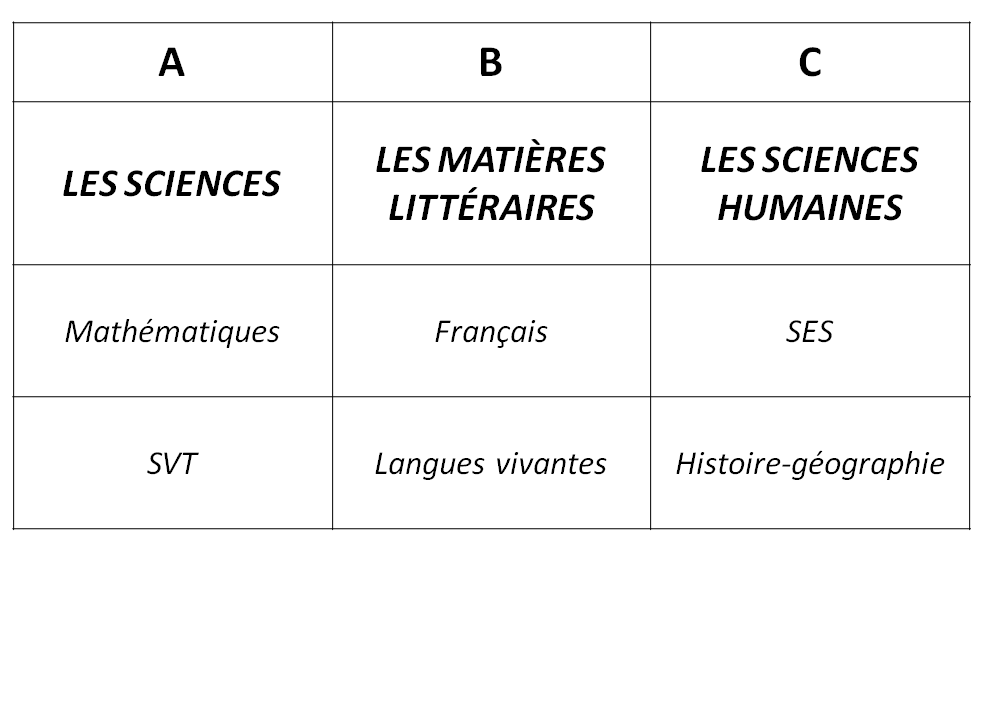 A B C
LES SCIENCES
LES MATIÈRES
LITTÉRAIRES
LES SCIENCES
HUMAINES
Mathématiques Français SES
SVT Langues vivantes Histoire-géographie